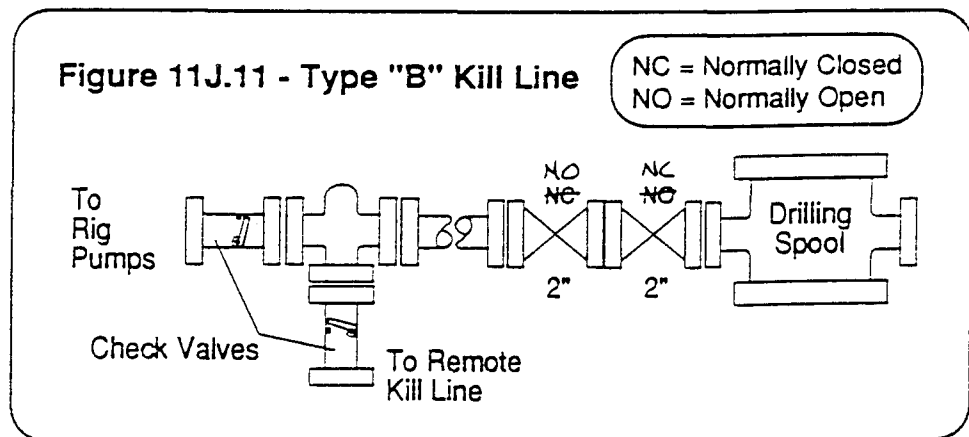 Figure 11J.11 - Type "B" Kill Line
NC = Normally Closed
NO = Normally Open
NO NC
NC NO
To
Rig
Pumps
Drilling
Spool
2" 2"
Check Valves
To Remote
Kill Line